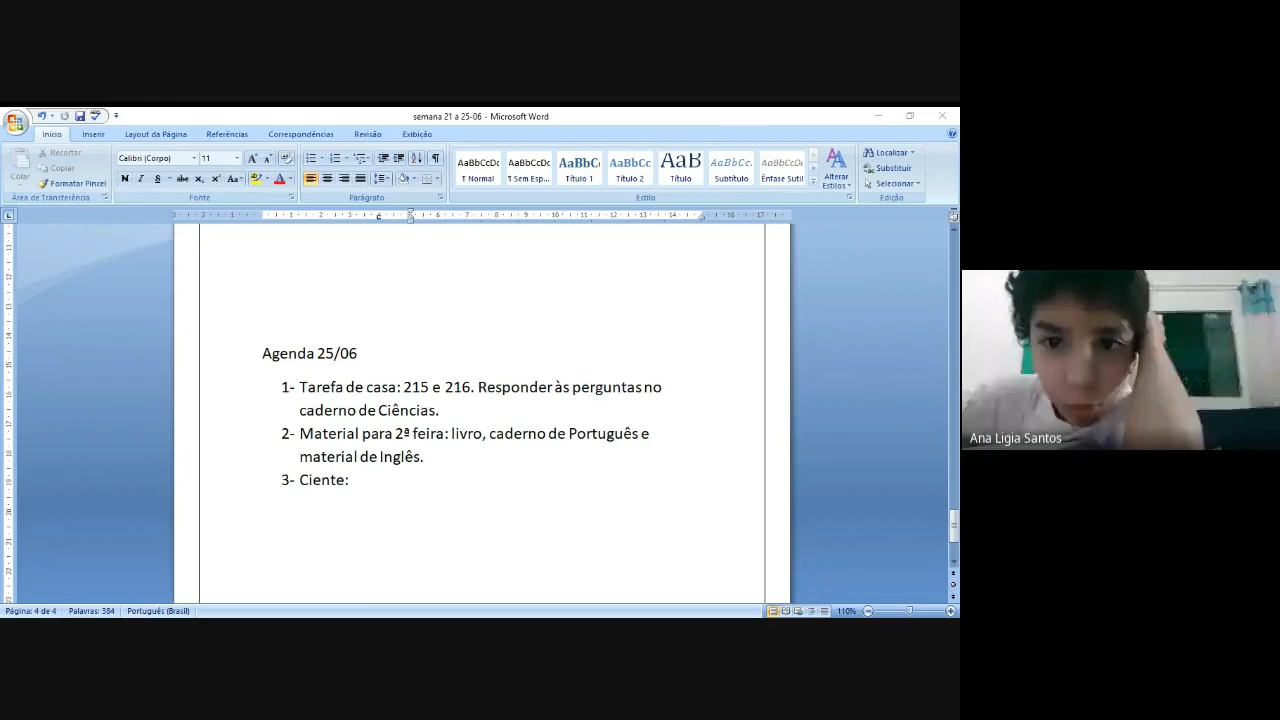 semana 21 a 25-06 - Microsoft Word
Início Inserir Layout da Página Referências Correspondências Revisão Exibição
Colar
Recortar
Copiar
Formatar Pincel
Área de Transferência
Calibri (Corpo) 11
N I S abc x₂ x² Aa
Fonte
Parágrafo
AaBbCcDc AaBbCcDc AaBbC AaBbCc AaB AaBbCc. AaBbCcDc
¶ Normal ¶ Sem Esp... Título 1 Título 2 Título Subtítulo Ênfase Sutil
Alterar Estilos
Estilo
Localizar
Substituir
Selecionar
Edição
Agenda 25/06
1- Tarefa de casa: 215 e 216. Responder às perguntas no
caderno de Ciências.
2- Material para 2ª feira: livro, caderno de Português e
material de Inglês.
3- Ciente:
Ana Ligia Santos
Página: 4 de 4 Palavras: 384 Português (Brasil) 110%